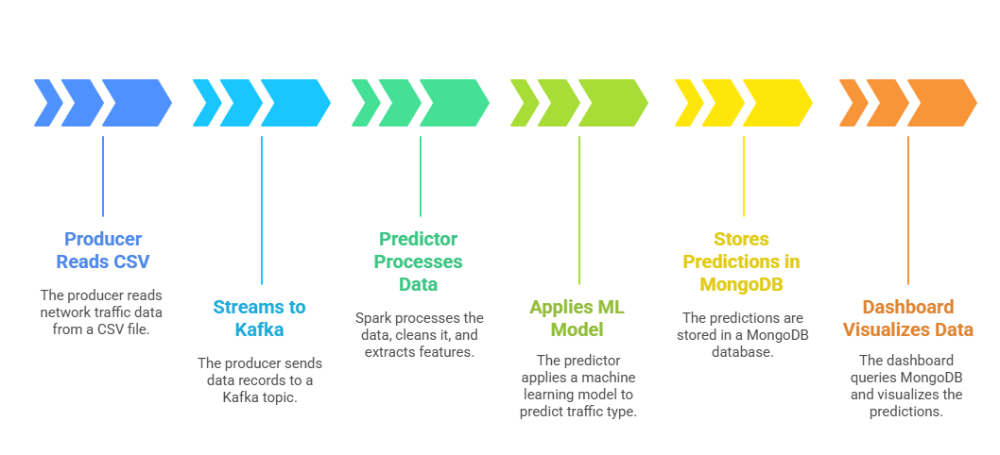 Producer
Reads CSV
The producer reads
network traffic data
from a CSV file.
Streams to
Kafka
The producer sends
data records to a
Kafka topic.
Predictor
Processes
Data
Spark processes the
data, cleans it, and
extracts features.
Applies ML
Model
The predictor
applies a machine
learning model to
predict traffic type.
Stores
Predictions in
MongoDB
The predictions are
stored in a MongoDB
database.
Dashboard
Visualizes Data
The dashboard
queries MongoDB
and visualizes the
predictions.